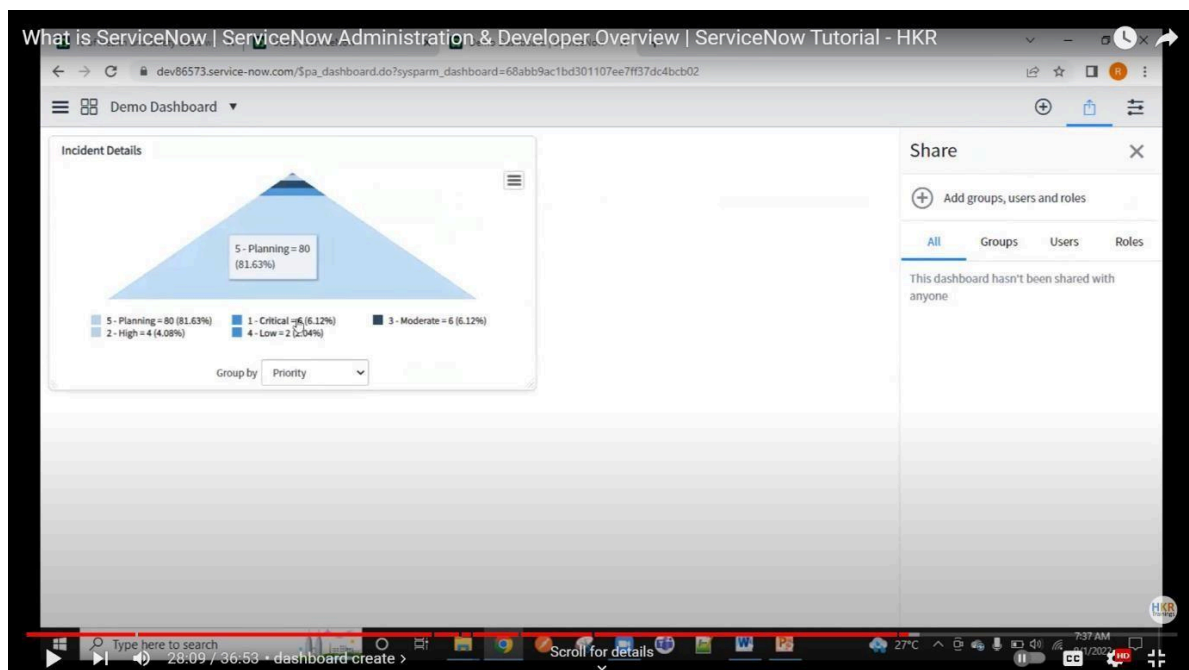 What is ServiceNow | ServiceNow Administration & Developer Overview | ServiceNow Tutorial - HKR
dev86573.service-now.com/$pa_dashboard.do?sysparm_dashboard=68abb9ac1bd301107ee7ff37dc4bcb02
R
Demo Dashboard
Incident Details
5 - Planning = 80
(81.63%)
5 - Planning = 80 (81.63%) 1 - Critical = 6 (6.12%) 3 - Moderate = 6 (6.12%)
2 - High = 4 (4.08%) 4 - Low = 2 (2.04%)
Group by Priority
Share
Add groups, users and roles
All Groups Users Roles
This dashboard hasn't been shared with
anyone
HKR
Type here to search
27°C
7:37 AM
/1/2022
28:09 / 36:53 • dashboard create >
Scroll for details
CC HD